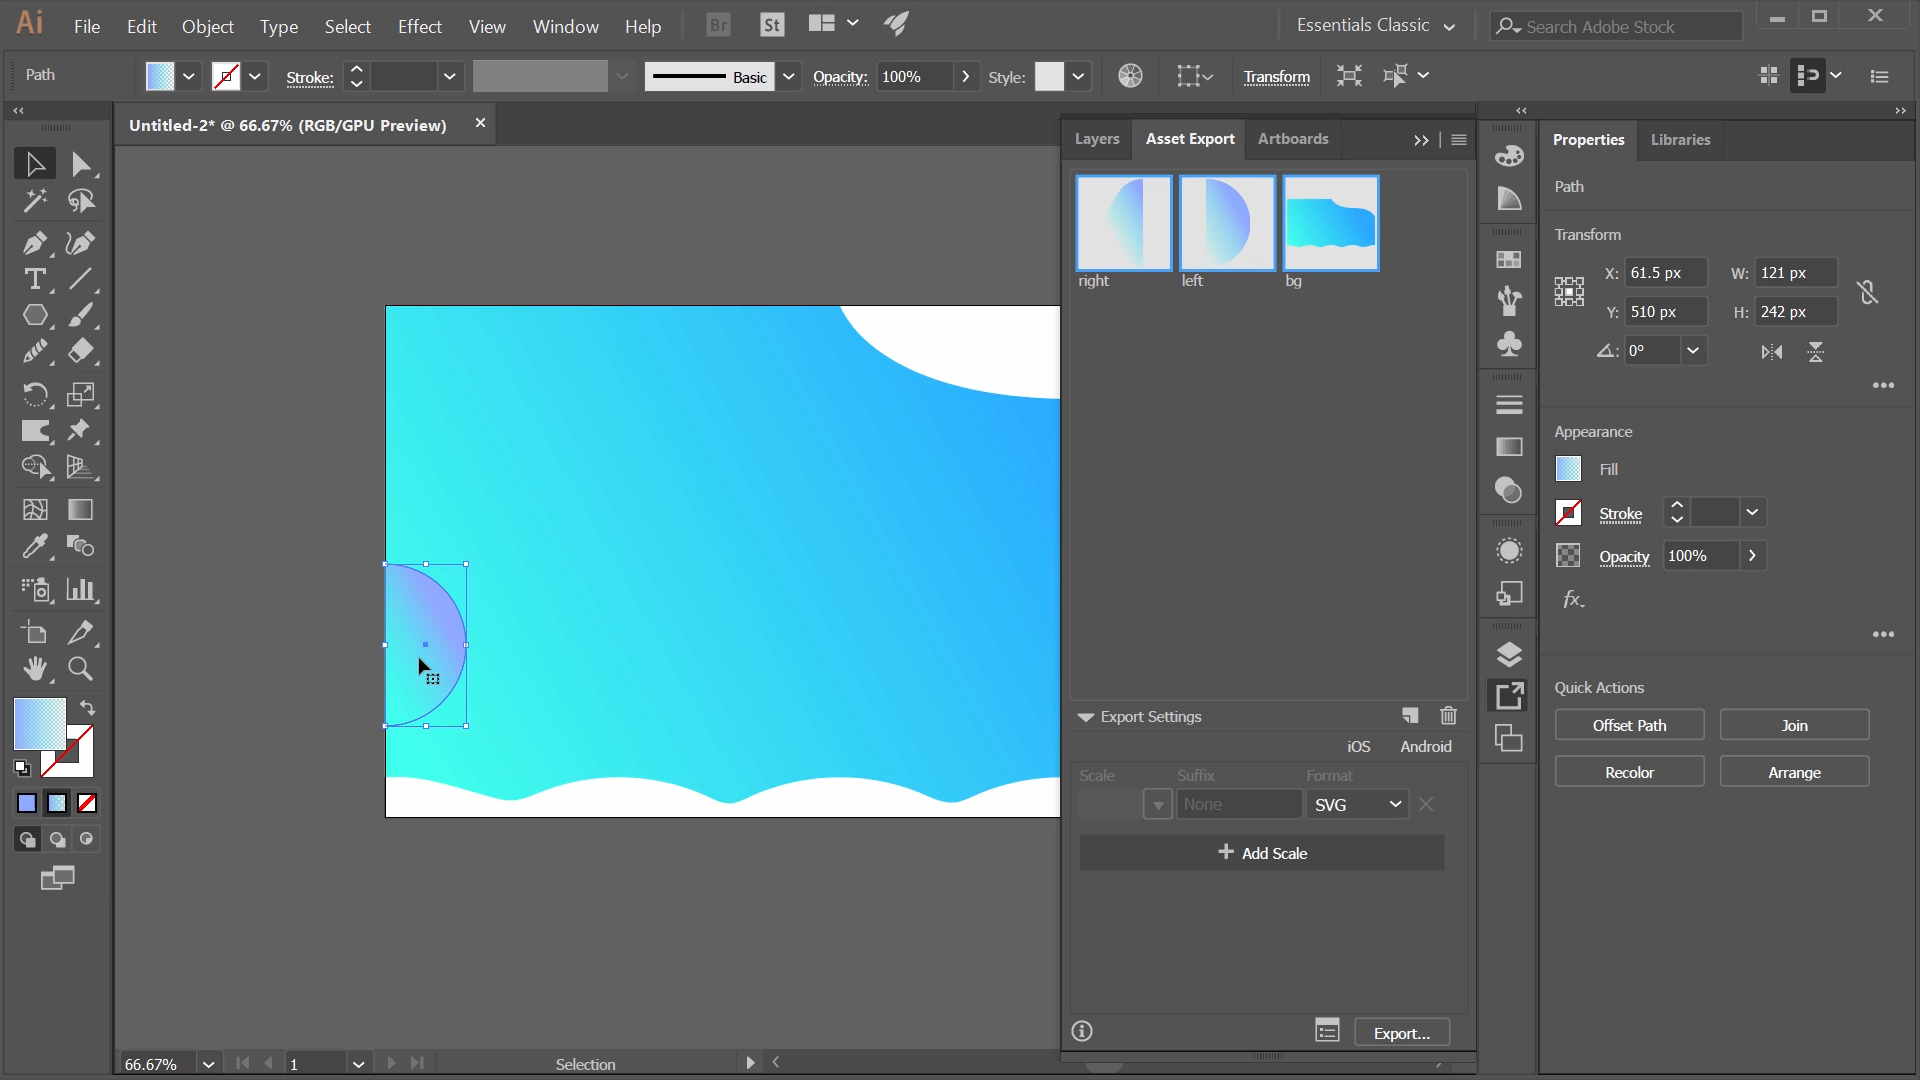 Ai File Edit Object Type Select Effect View Window Help Br St Essentials Classic Search Adobe Stock
Path Stroke: Basic Opacity: 100% Style: Transform
Untitled-2* @ 66.67% (RGB/GPU Preview)
Layers Asset Export Artboards
right left bg
Export Settings
iOS Android
Scale Suffix Format
None SVG
Add Scale
Export...
Properties Libraries
Path
Transform
X: 61.5 px W: 121 px
Y: 510 px H: 242 px
0°
Appearance
Fill
Stroke
Opacity 100%
fx
Quick Actions
Offset Path Join
Recolor Arrange
66.67% 1 Selection